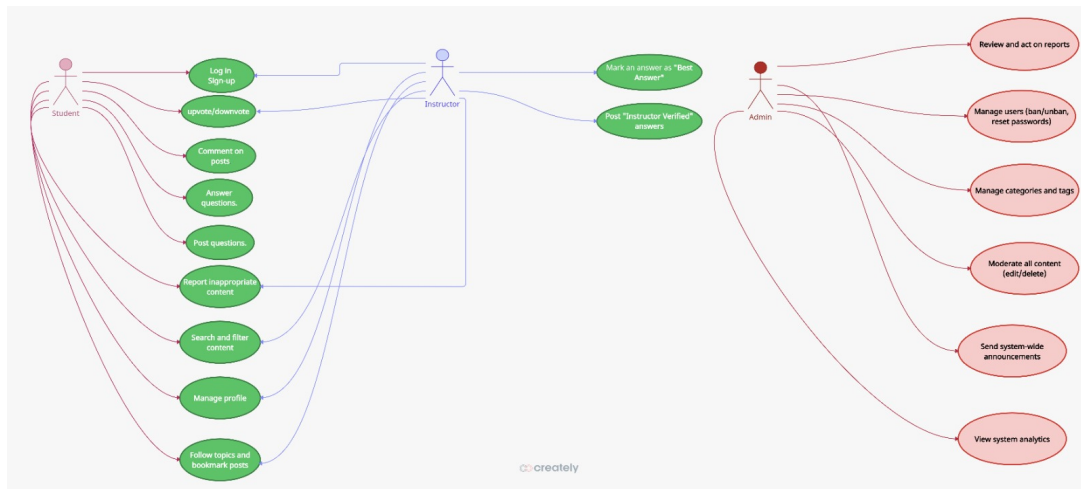 Student
Log in
Sign-up
upvote/downvote
Comment on
posts
Answer
questions.
Post questions.
Report inappropriate
content
Search and filter
content
Manage profile
Follow topics and
bookmark posts
Instructor
Mark an answer as "Best
Answer"
Post "Instructor Verified"
answers
Admin
Review and act on reports
Manage users (ban/unban,
reset passwords)
Manage categories and tags
Moderate all content
(edit/delete)
Send system-wide
announcements
View system analytics
creately